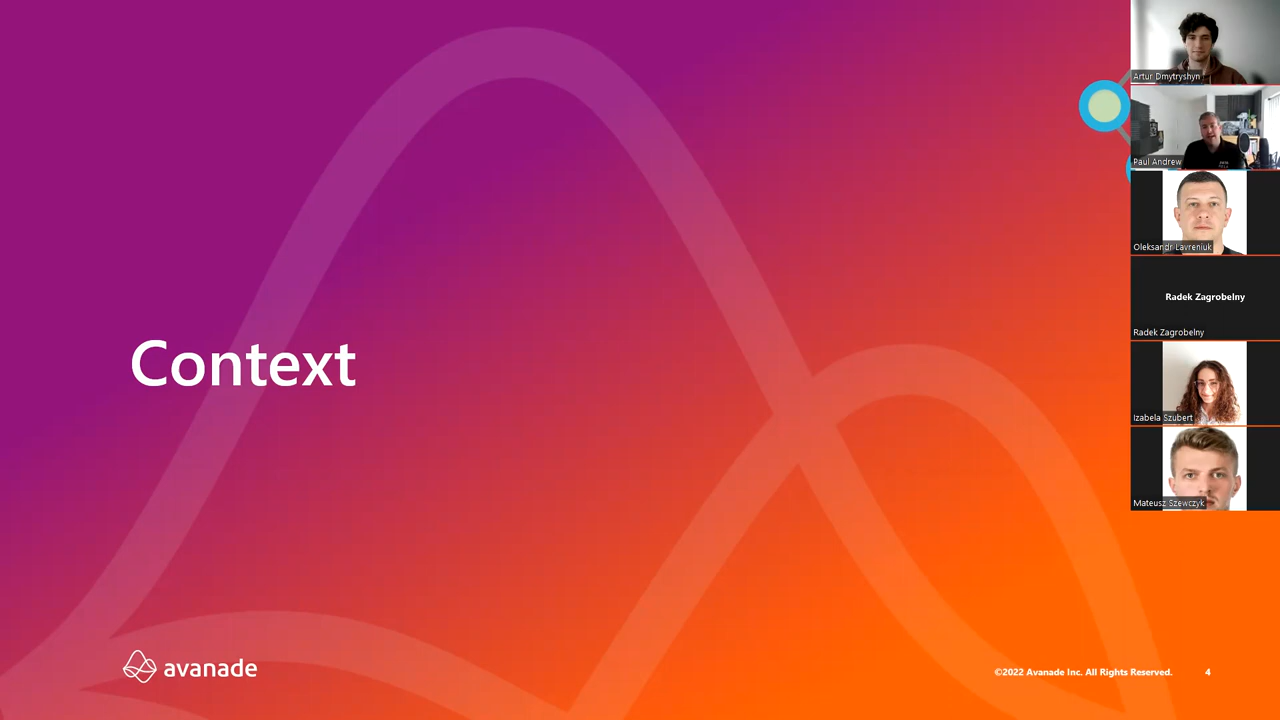 Context
avanade
©2022 Avanade Inc. All Rights Reserved.
4
Artur Dmytryshyn
Paul Andrew
Oleksandr Lavreniuk
Radek Zagrobelny
Radek Zagrobelny
Izabela Szubert
Mateusz Szewczyk